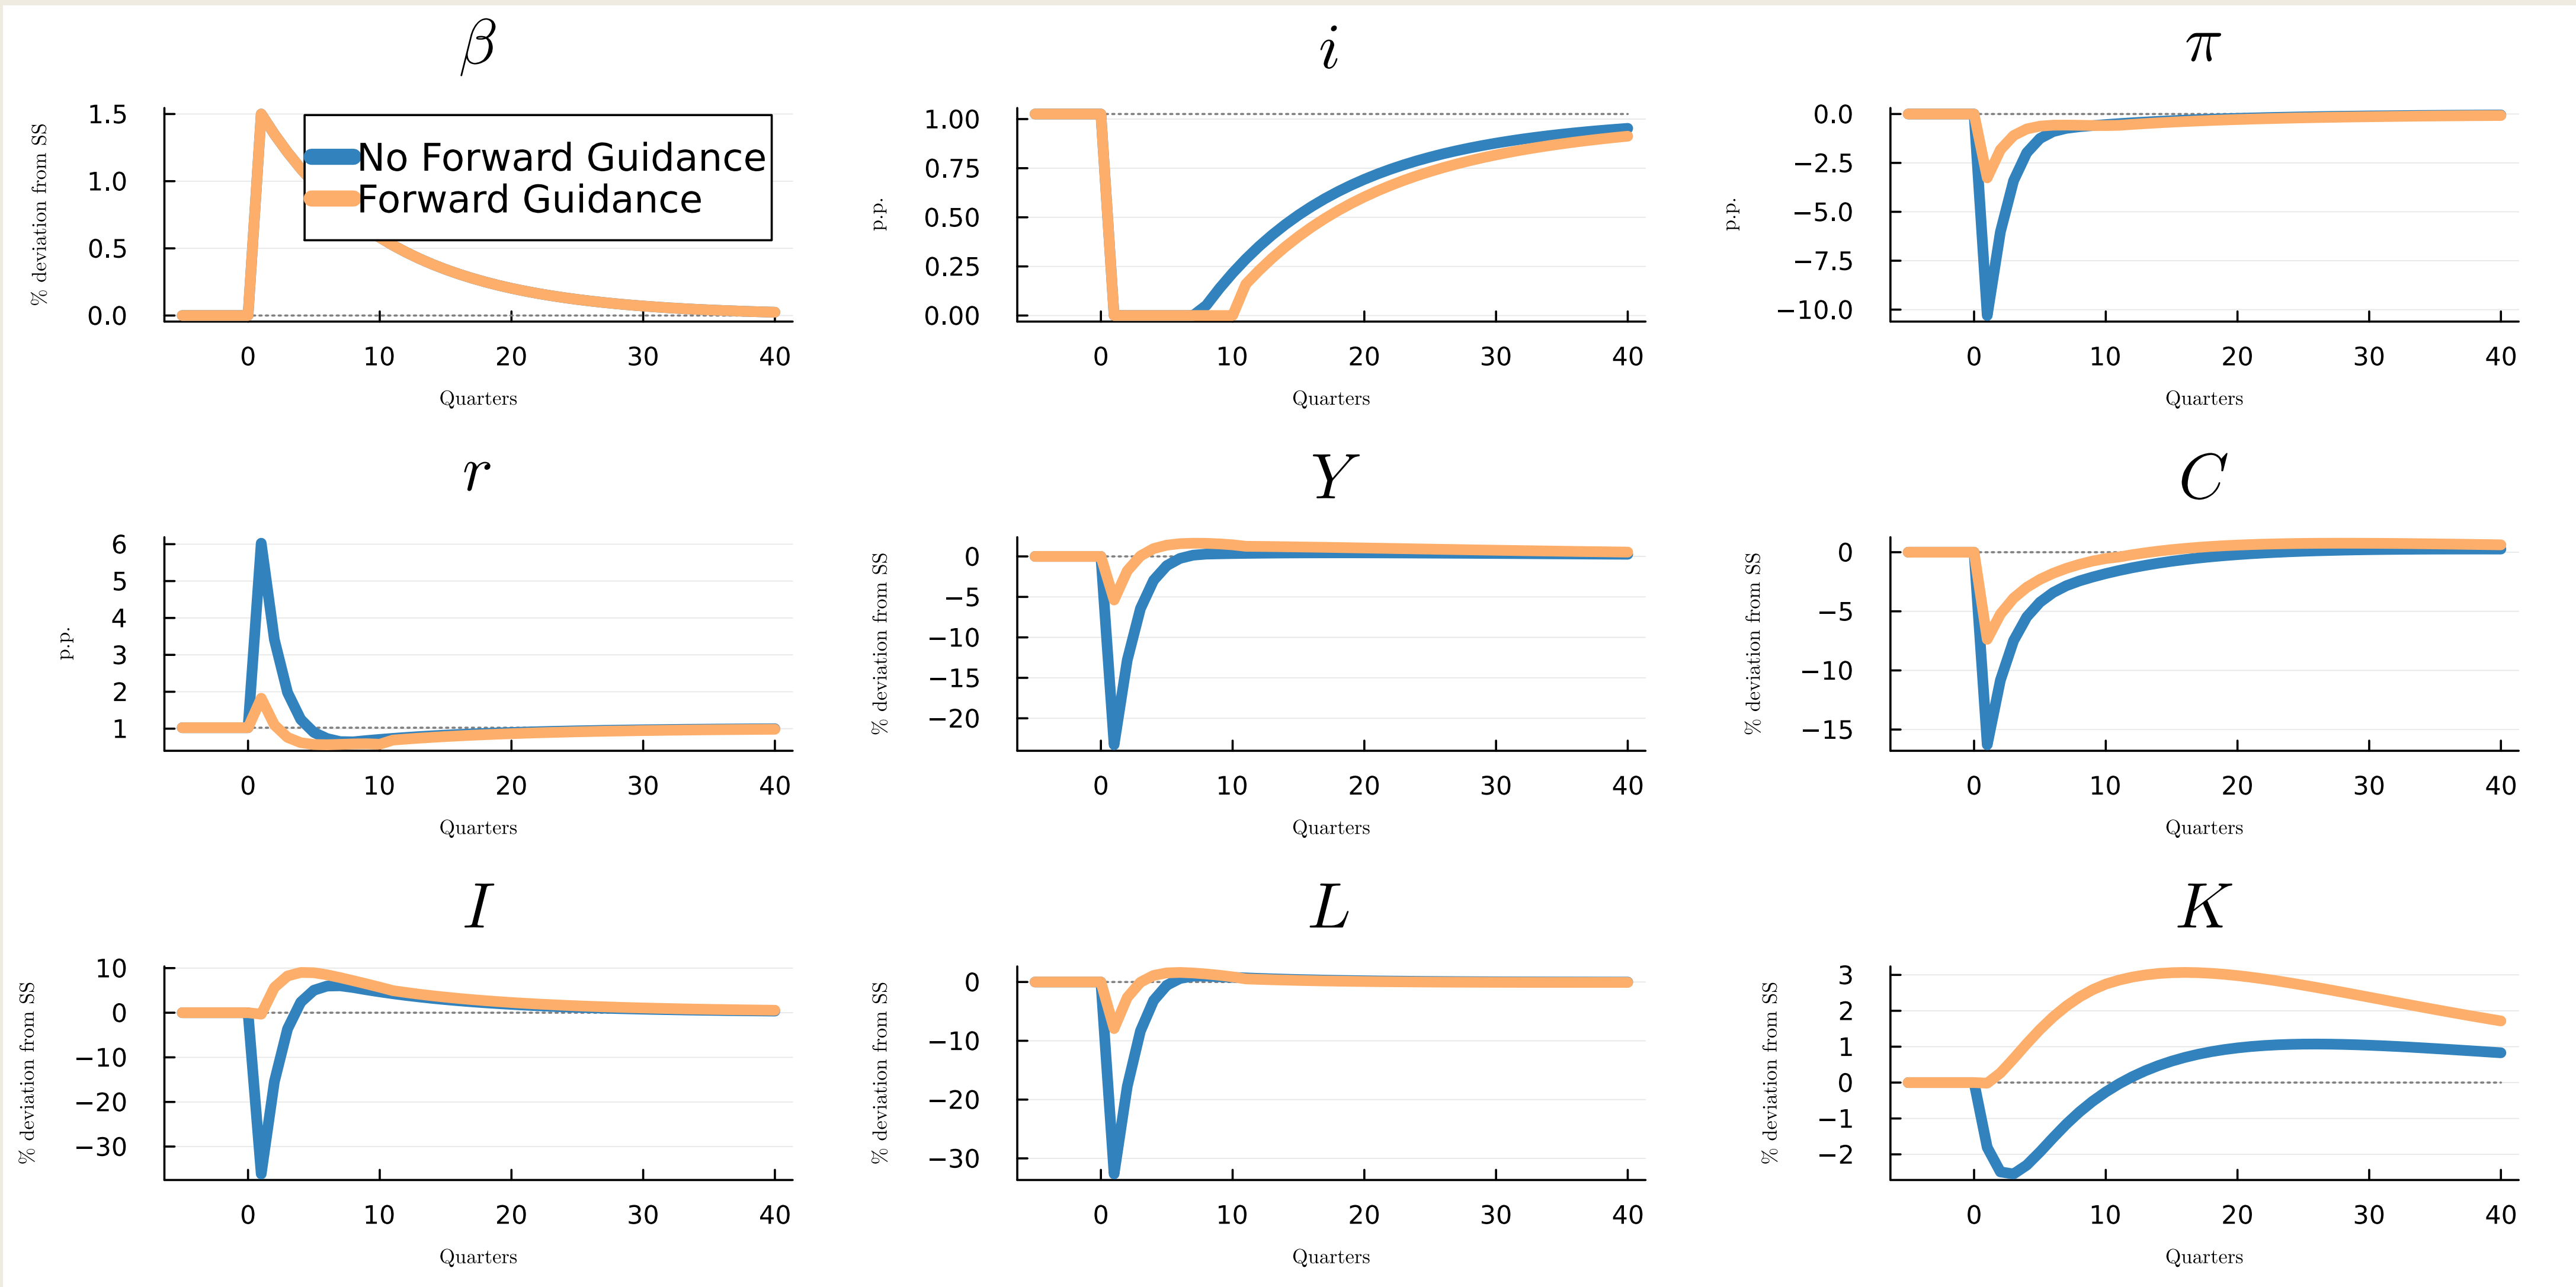 β
% deviation from SS
1.5
1.0
0.5
0.0
No Forward Guidance
Forward Guidance
0 10 20 30 40
Quarters
i
p.p.
1.00
0.75
0.50
0.25
0.00
0 10 20 30 40
Quarters
π
p.p.
0.0
−2.5
−5.0
−7.5
−10.0
0 10 20 30 40
Quarters
r
p.p.
6
5
4
3
2
1
0 10 20 30 40
Quarters
Y
% deviation from SS
0
−5
−10
−15
−20
0 10 20 30 40
Quarters
C
% deviation from SS
0
−5
−10
−15
0 10 20 30 40
Quarters
I
% deviation from SS
10
0
−10
−20
−30
0 10 20 30 40
Quarters
L
% deviation from SS
0
−10
−20
−30
0 10 20 30 40
Quarters
K
% deviation from SS
3
2
1
0
−1
−2
0 10 20 30 40
Quarters